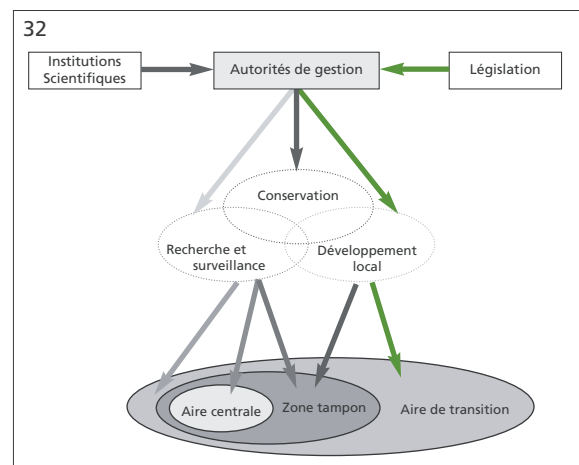 32
Institutions
Scientifiques
Autorités de gestion
Législation
Conservation
Recherche et
surveillance
Développement
local
Aire centrale
Zone tampon
Aire de transition